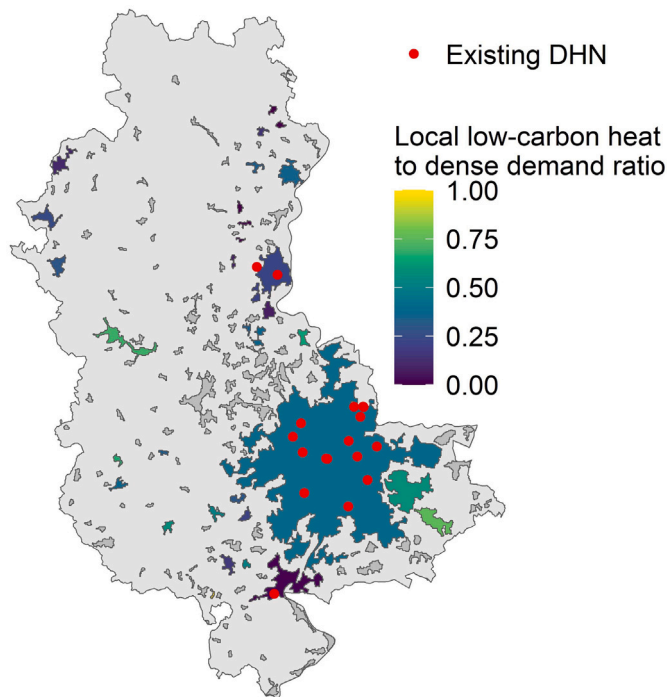 Existing DHN
Local low-carbon heat
to dense demand ratio
1.00
0.75
0.50
0.25
0.00